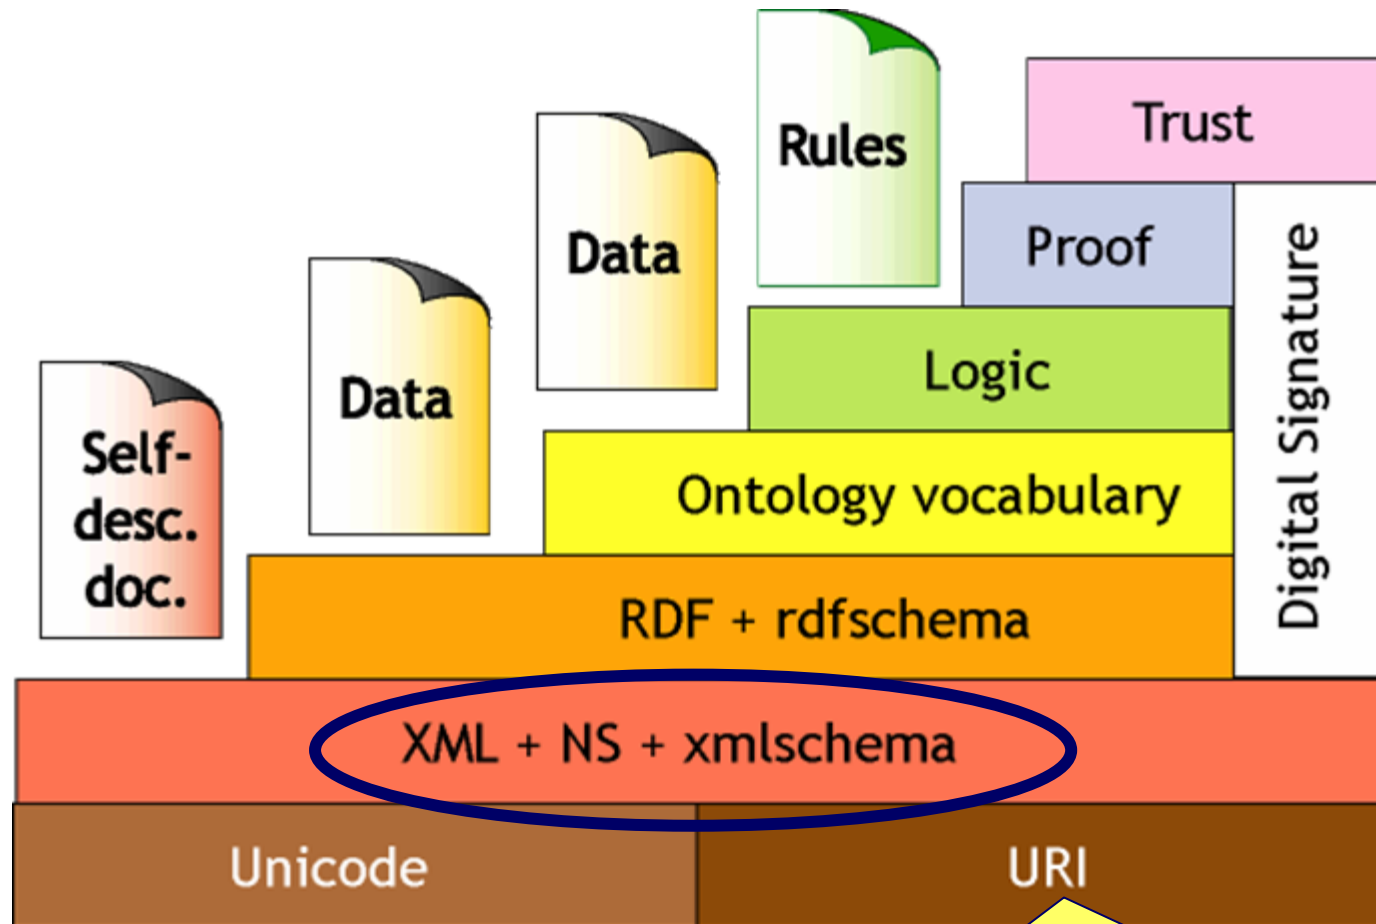 Rules
Trust
Data
Proof
Data
Logic
Self-
desc.
doc.
Ontology vocabulary
Digital Signature
RDF + rdfschema
XML + NS + xmlschema
Unicode
URI